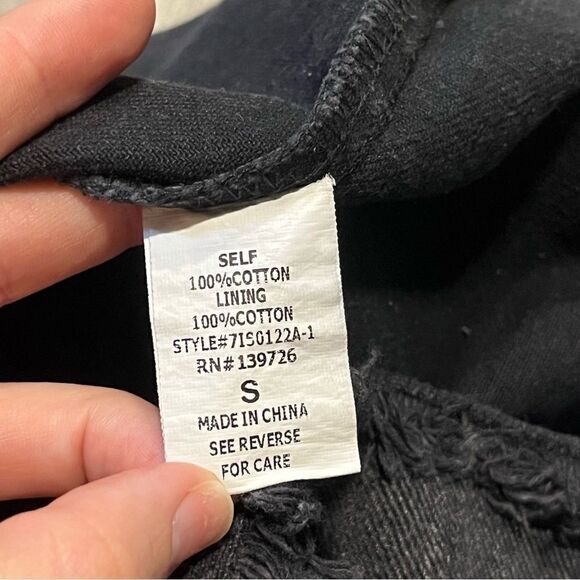 SELF
100%COTTON
LINING
100%COTTON
STYLE#7IS0122A-1
RN#139726
S
MADE IN CHINA
SEE REVERSE
FOR CARE